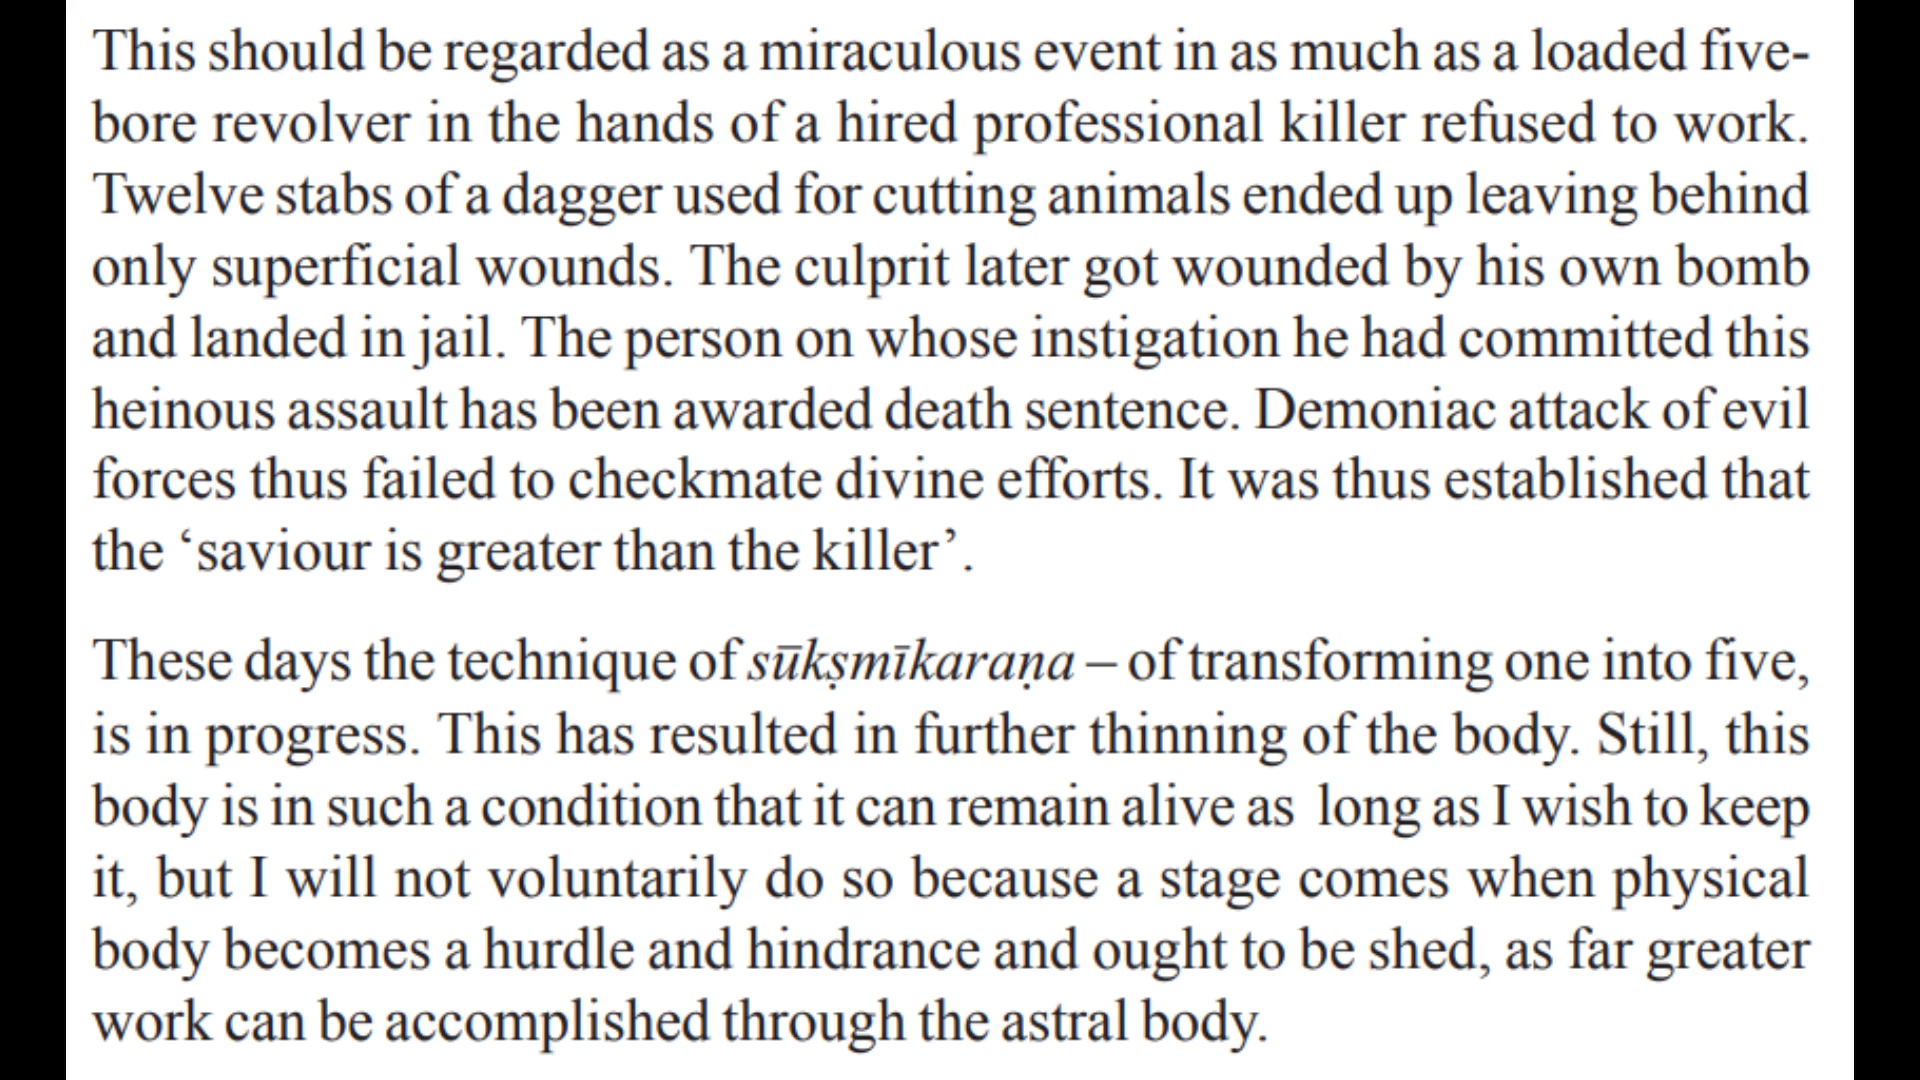 This should be regarded as a miraculous event in as much as a loaded five-
bore revolver in the hands of a hired professional killer refused to work.
Twelve stabs of a dagger used for cutting animals ended up leaving behind
only superficial wounds. The culprit later got wounded by his own bomb
and landed in jail. The person on whose instigation he had committed this
heinous assault has been awarded death sentence. Demoniac attack of evil
forces thus failed to checkmate divine efforts. It was thus established that
the ‘saviour is greater than the killer’.
These days the technique of sūkṣmīkaraṇa – of transforming one into five,
is in progress. This has resulted in further thinning of the body. Still, this
body is in such a condition that it can remain alive as long as I wish to keep
it, but I will not voluntarily do so because a stage comes when physical
body becomes a hurdle and hindrance and ought to be shed, as far greater
work can be accomplished through the astral body.